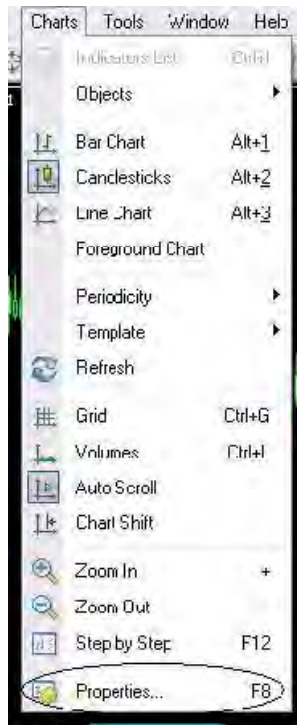 Charts Tools Window Help
Indicators List Ctrl+I
Objects
Bar Chart Alt+1
Candlesticks Alt+2
Line Chart Alt+3
Foreground Chart
Periodicity
Template
Refresh
Grid Ctrl+G
Volumes Ctrl+L
Auto Scroll
Chart Shift
Zoom In +
Zoom Out -
Step by Step F12
Properties... F8